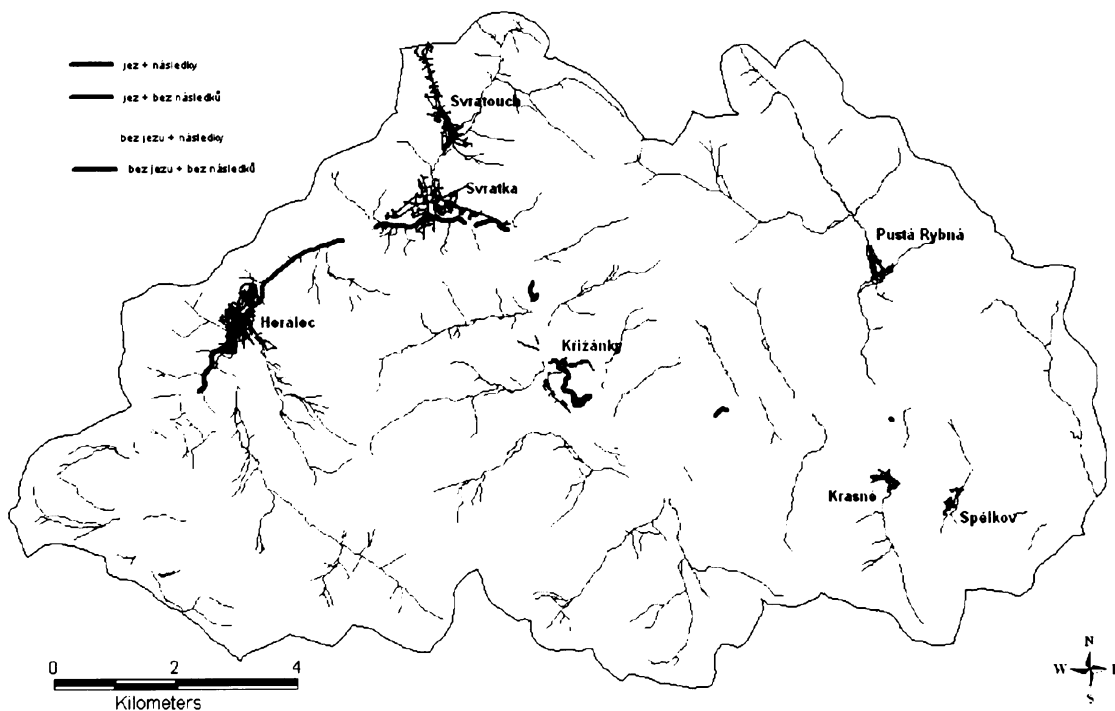 jez + následky
jez + bez následků
bez jezu + následky
bez jezu + bez následků
Svratouch
Svratka
Pustá Rybná
Heralec
Křižánky
Krasné
Spělkov
0 2 4
Kilometers
N
W E
S